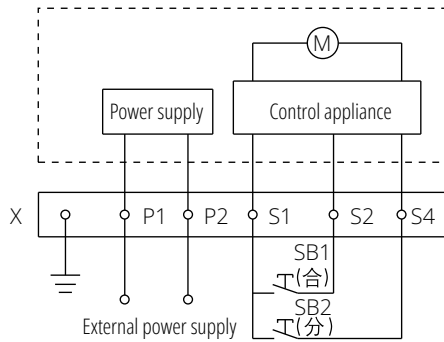 M
Power supply
Control appliance
X P1 P2 S1 S2 S4
SB1
(合)
SB2
(分)
External power supply